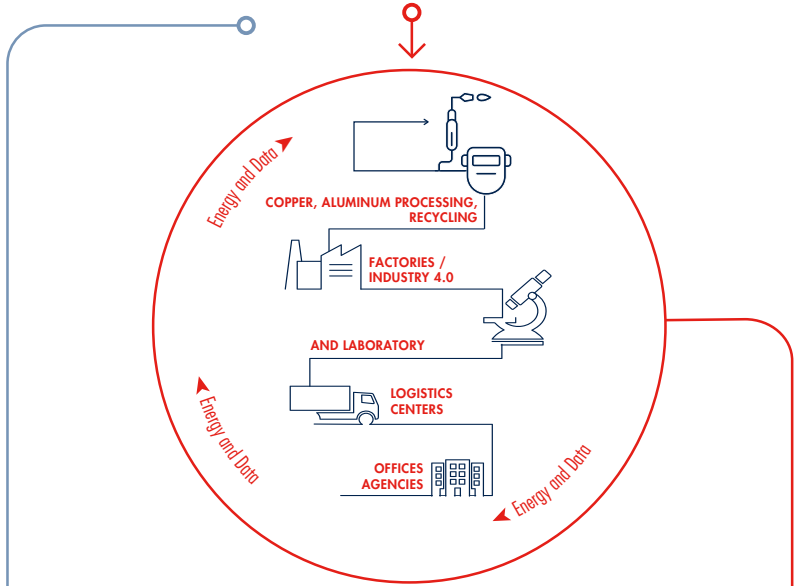 Energy and Data
COPPER, ALUMINUM PROCESSING,
RECYCLING
FACTORIES /
INDUSTRY 4.0
AND LABORATORY
LOGISTICS
CENTERS
Energy and Data
OFFICES
AGENCIES
Energy and Data